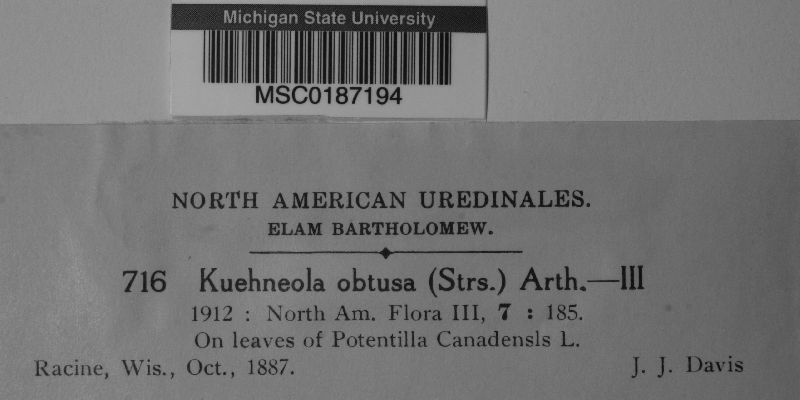 Michigan State University
MSC0187194
NORTH AMERICAN UREDINALES.
ELAM BARTHOLOMEW.
716 Kuehneola obtusa (Strs.) Arth.—III
1912 : North Am. Flora III, 7 : 185.
On leaves of Potentilla Canadensls L.
Racine, Wis., Oct., 1887. J. J. Davis